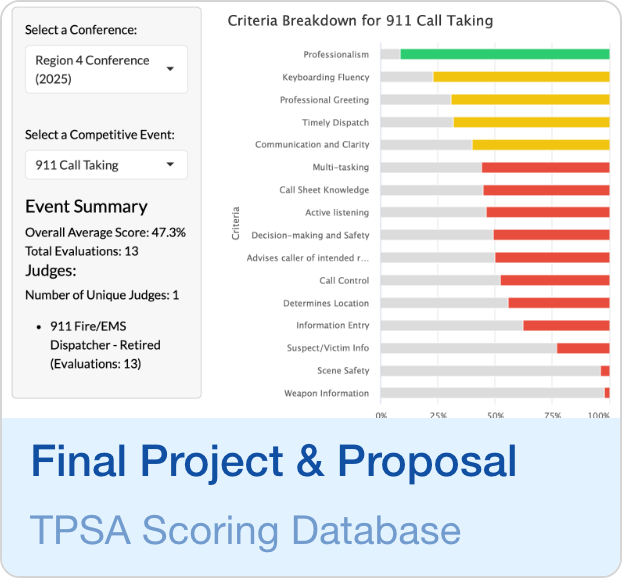 Select a Conference:
Region 4 Conference
(2025)
Select a Competitive Event:
911 Call Taking
Event Summary
Overall Average Score: 47.3%
Total Evaluations: 13
Judges:
Number of Unique Judges: 1
• 911 Fire/EMS
Dispatcher - Retired
(Evaluations: 13)
Criteria Breakdown for 911 Call Taking
Criteria
Professionalism
Keyboarding Fluency
Professional Greeting
Timely Dispatch
Communication and Clarity
Multi-tasking
Call Sheet Knowledge
Active listening
Decision-making and Safety
Advises caller of intended r...
Call Control
Determines Location
Information Entry
Suspect/Victim Info
Scene Safety
Weapon Information
0% 25% 50% 75% 100%
Final Project & Proposal
TPSA Scoring Database